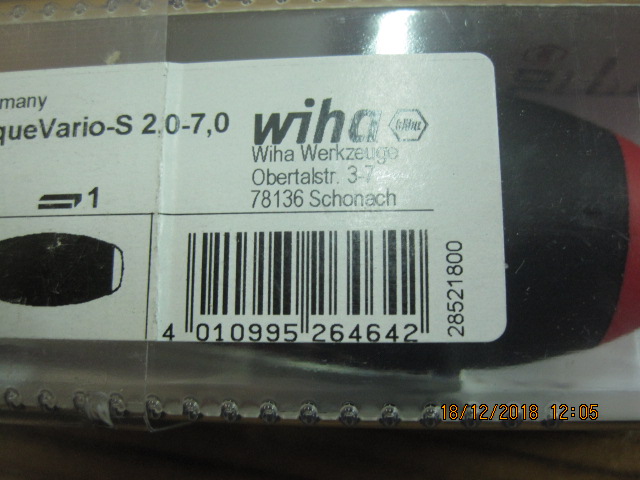 rmany
queVario-S 2,0-7,0
wiha
Wiha Werkzeuge
Obertalstr. 3-7
78136 Schonach
1
4 010995 264642
28521800
18/12/2018 12:05